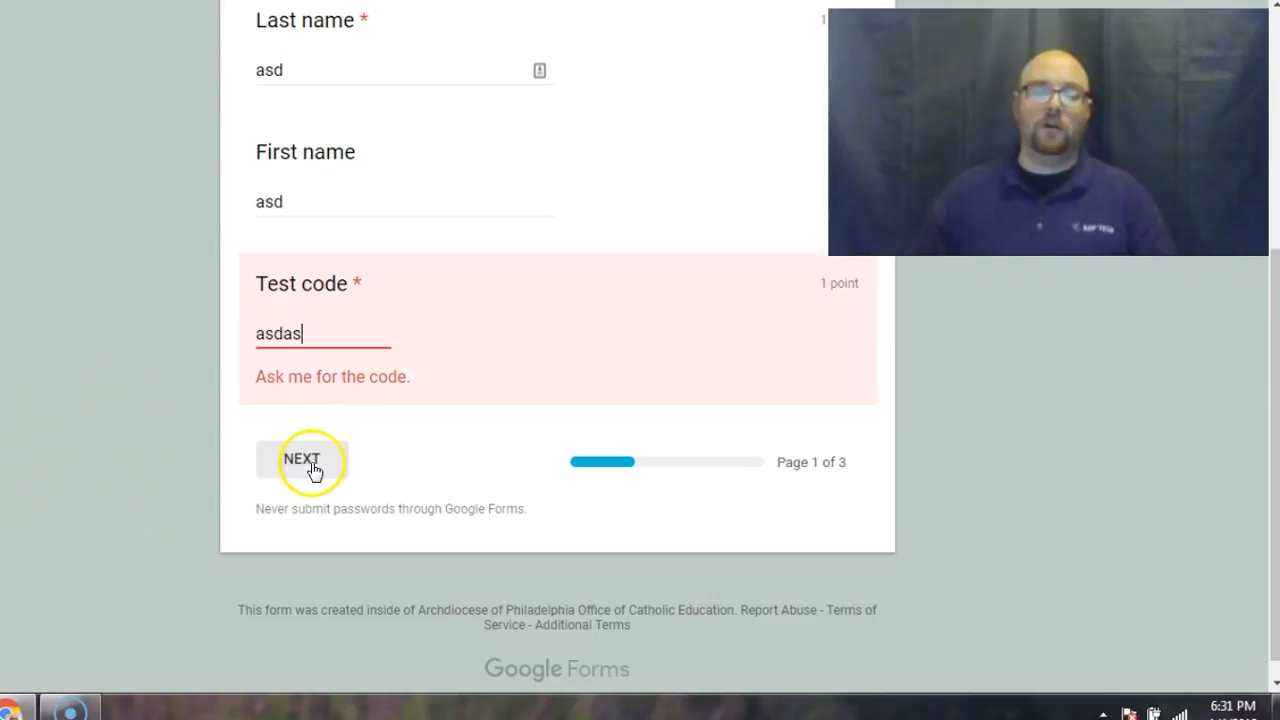 Last name *
asd
First name
asd
Test code *
1 point
asdas
Ask me for the code.
NEXT
Page 1 of 3
Never submit passwords through Google Forms.
This form was created inside of Archdiocese of Philadelphia Office of Catholic Education. Report Abuse - Terms of
Service - Additional Terms
Google Forms
6:31 PM